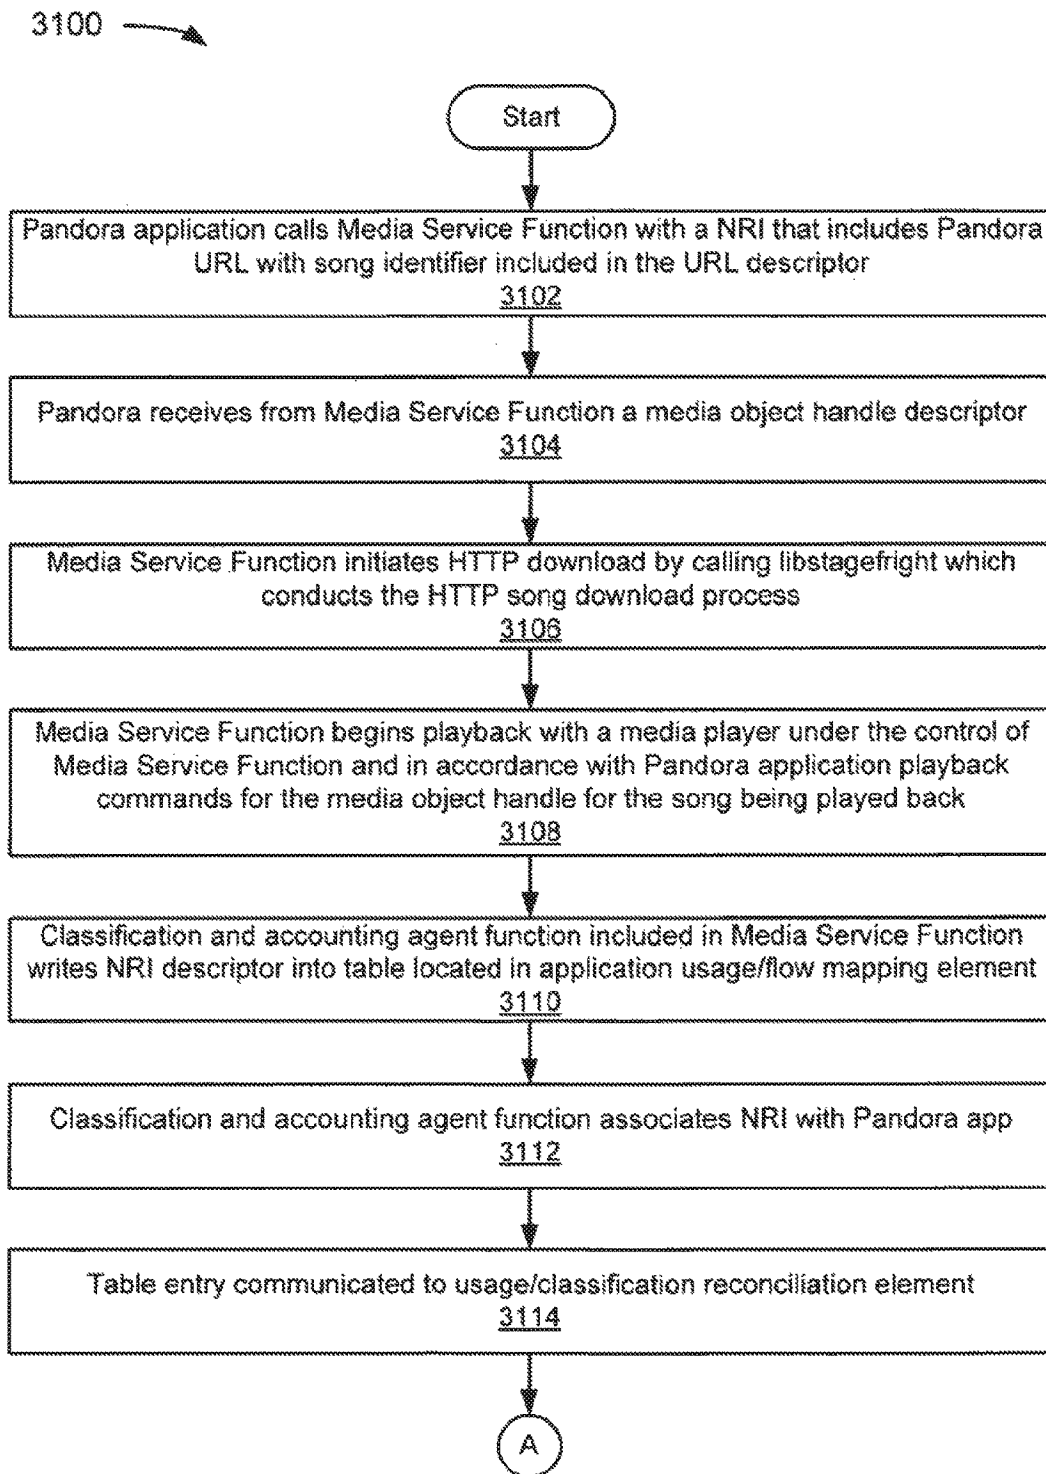 3100
Start
Pandora application calls Media Service Function with a NRI that includes Pandora
URL with song identifier included in the URL descriptor
3102
Pandora receives from Media Service Function a media object handle descriptor
3104
Media Service Function initiates HTTP download by calling libstagefright which
conducts the HTTP song download process
3106
Media Service Function begins playback with a media player under the control of
Media Service Function and in accordance with Pandora application playback
commands for the media object handle for the song being played back
3108
Classification and accounting agent function included in Media Service Function
writes NRI descriptor into table located in application usage/flow mapping element
3110
Classification and accounting agent function associates NRI with Pandora app
3112
Table entry communicated to usage/classification reconciliation element
3114
A